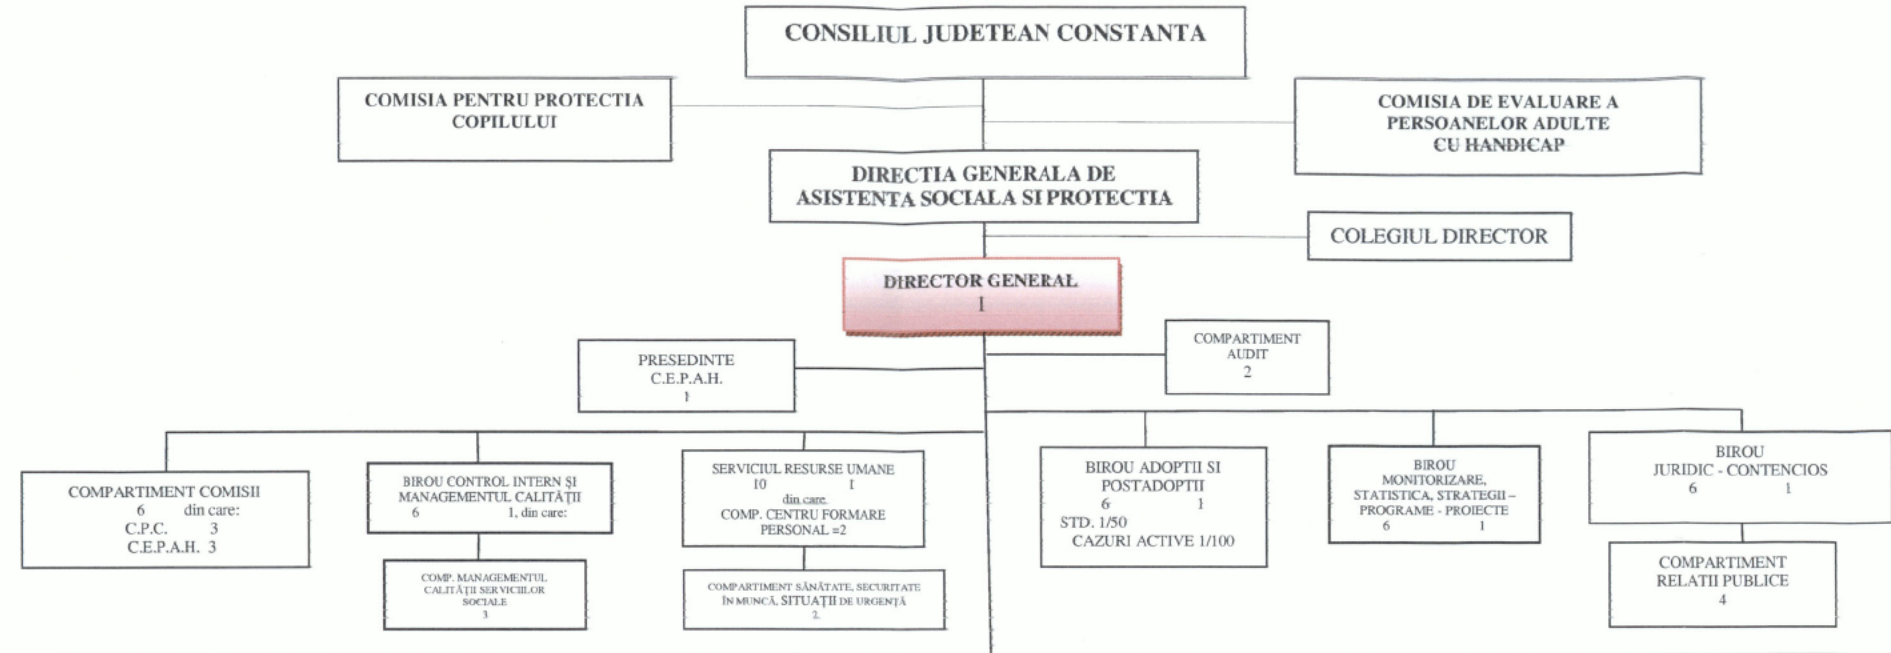 CONSILIUL JUDETEAN CONSTANTA
COMISIA PENTRU PROTECTIA
COPILULUI
COMISIA DE EVALUARE A
PERSOANELOR ADULTE
CU HANDICAP
DIRECTIA GENERALA DE
ASISTENTA SOCIALA SI PROTECTIA
COLEGIUL DIRECTOR
DIRECTOR GENERAL
1
PRESEDINTE
C.E.P.A.H.
1
COMPARTIMENT
AUDIT
2
COMPARTIMENT COMISII
6 din care:
C.P.C. 3
C.E.P.A.H. 3
BIROU CONTROL INTERN ȘI
MANAGEMENTUL CALITĂȚII
6 1, din care:
COMP. MANAGEMENTUL
CALITĂȚII SERVICIILOR
SOCIALE
3
SERVICIUL RESURSE UMANE
10 1
din care.
COMP. CENTRU FORMARE
PERSONAL =2
COMPARTIMENT SĂNĂTATE, SECURITATE
ÎN MUNCĂ, SITUAȚII DE URGENȚĂ
2.
BIROU ADOPTII SI
POSTADOPTII
6 1
STD. 1/50
CAZURI ACTIVE 1/100
BIROU
MONITORIZARE,
STATISTICA, STRATEGII –
PROGRAME - PROIECTE
6 1
BIROU
JURIDIC - CONTENCIOS
6 1
COMPARTIMENT
RELATII PUBLICE
4